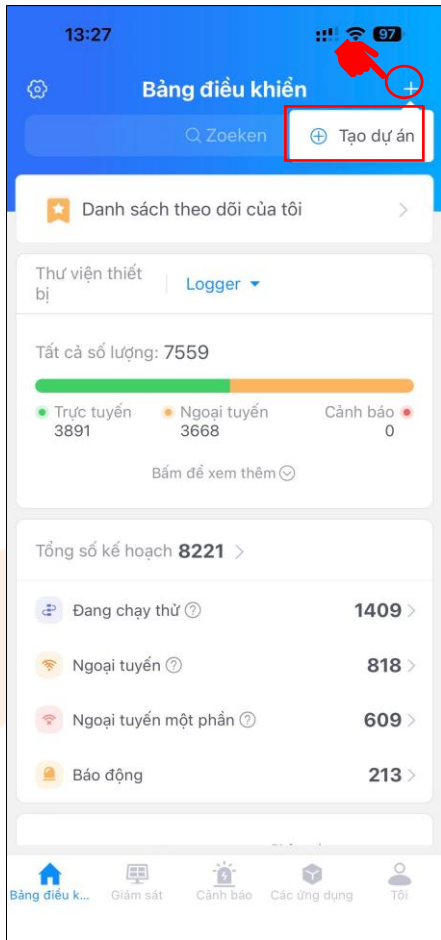 13:27
97
Bảng điều khiển
Zoeken
Tạo dự án
Danh sách theo dõi của tôi
Thư viện thiết bị
Logger
Tất cả số lượng: 7559
Trực tuyến Ngoại tuyến Cảnh báo
3891 3668 0
Bấm để xem thêm
Tổng số kế hoạch 8221
Đang chạy thử 1409
Ngoại tuyến 818
Ngoại tuyến một phần 609
Báo động 213
Bảng điều k... Giám sát Cảnh báo Các ứng dụng Tôi